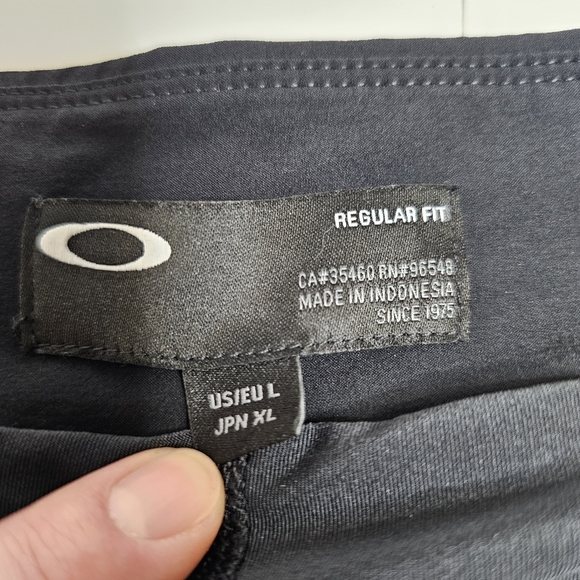 REGULAR FIT
CA#35460 RN#96548
MADE IN INDONESIA
SINCE 1975
US/EU L
JPN XL